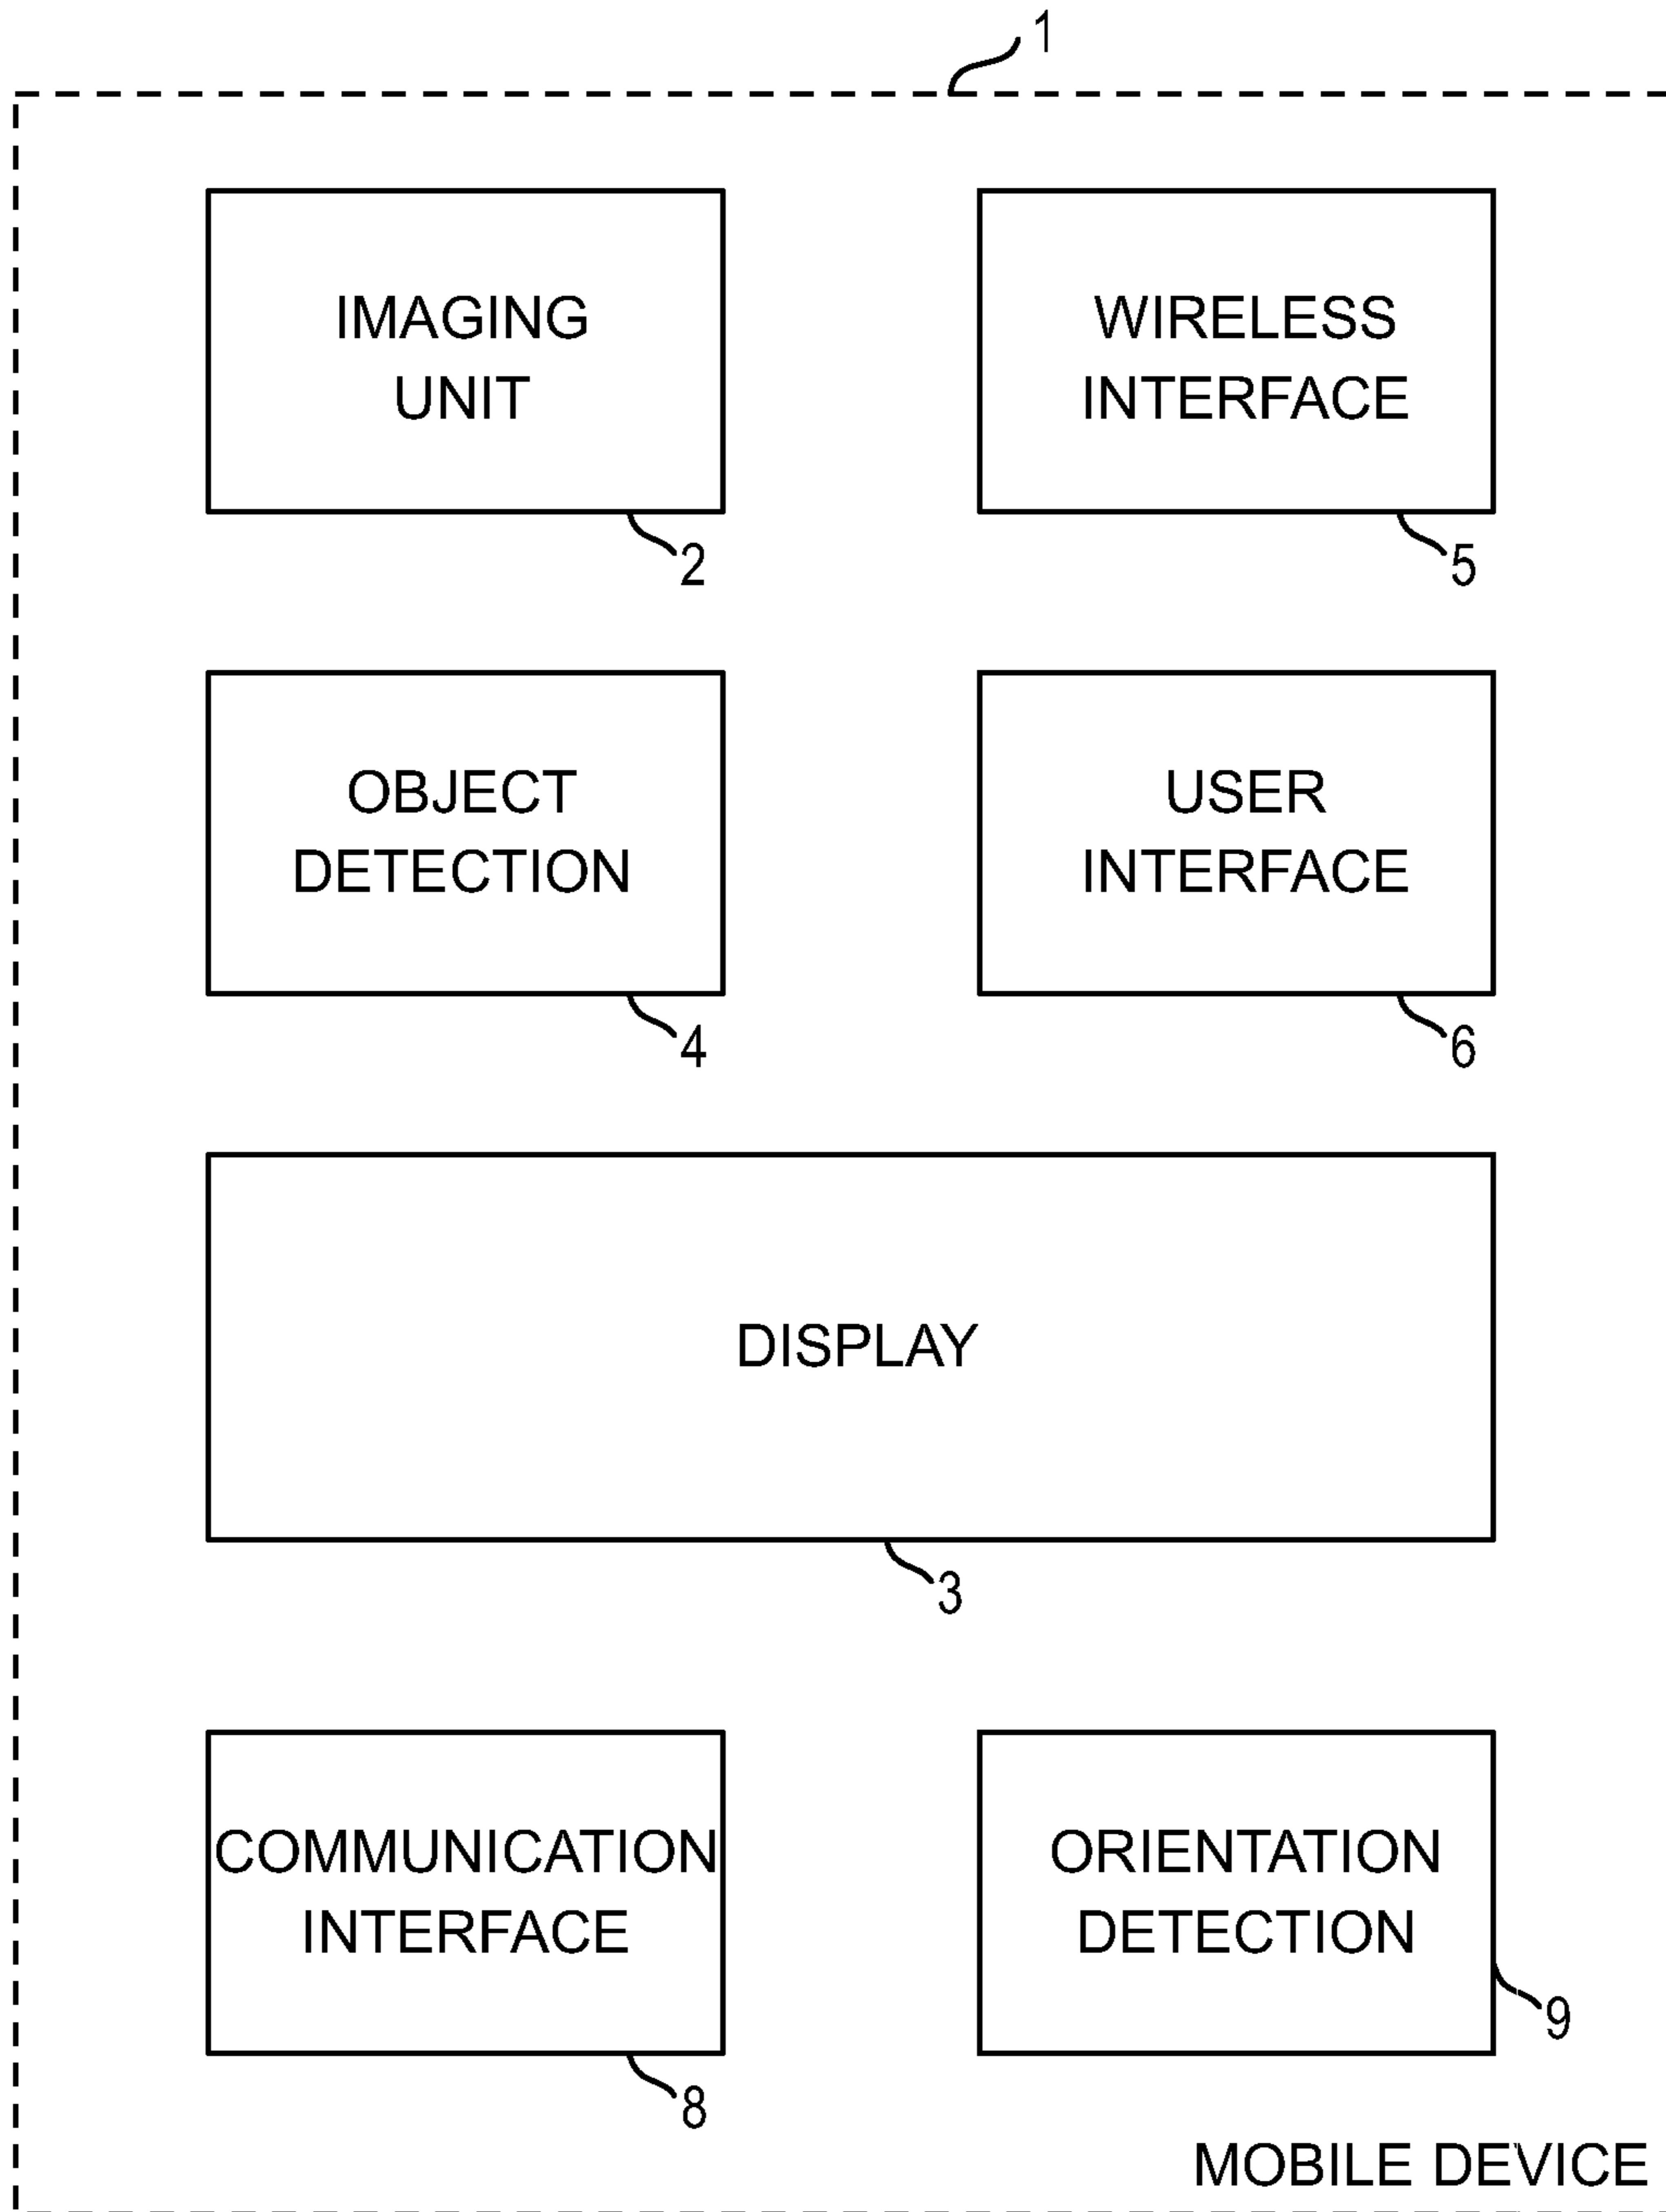 1
IMAGING
UNIT
2
WIRELESS
INTERFACE
5
OBJECT
DETECTION
4
USER
INTERFACE
6
DISPLAY
3
COMMUNICATION
INTERFACE
8
ORIENTATION
DETECTION
9
MOBILE DEVICE